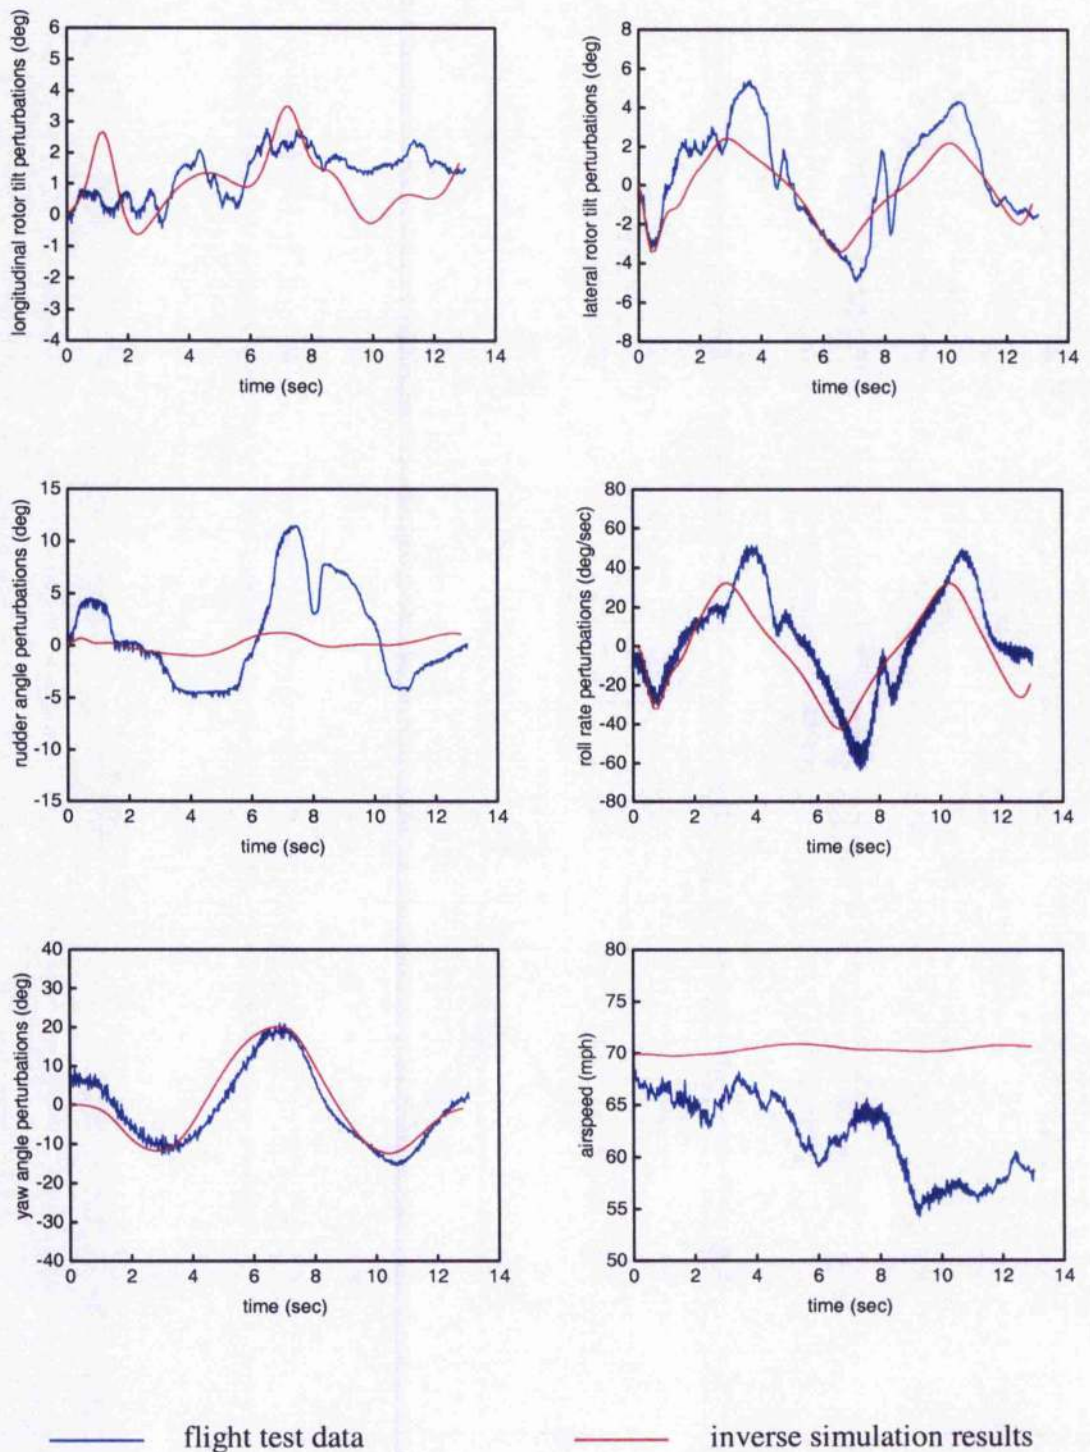 longitudinal rotor tilt perturbations (deg)
6
5
4
3
2
1
0
-1
-2
-3
-4
0 2 4 6 8 10 12 14
time (sec)
lateral rotor tilt perturbations (deg)
8
6
4
2
0
-2
-4
-6
-8
0 2 4 6 8 10 12 14
time (sec)
rudder angle perturbations (deg)
15
10
5
0
-5
-10
-15
0 2 4 6 8 10 12 14
time (sec)
roll rate perturbations (deg/sec)
80
60
40
20
0
-20
-40
-60
-80
0 2 4 6 8 10 12 14
time (sec)
yaw angle perturbations (deg)
40
30
20
10
0
-10
-20
-30
-40
0 2 4 6 8 10 12 14
time (sec)
airspeed (mph)
80
75
70
65
60
55
50
0 2 4 6 8 10 12 14
time (sec)
flight test data
inverse simulation results